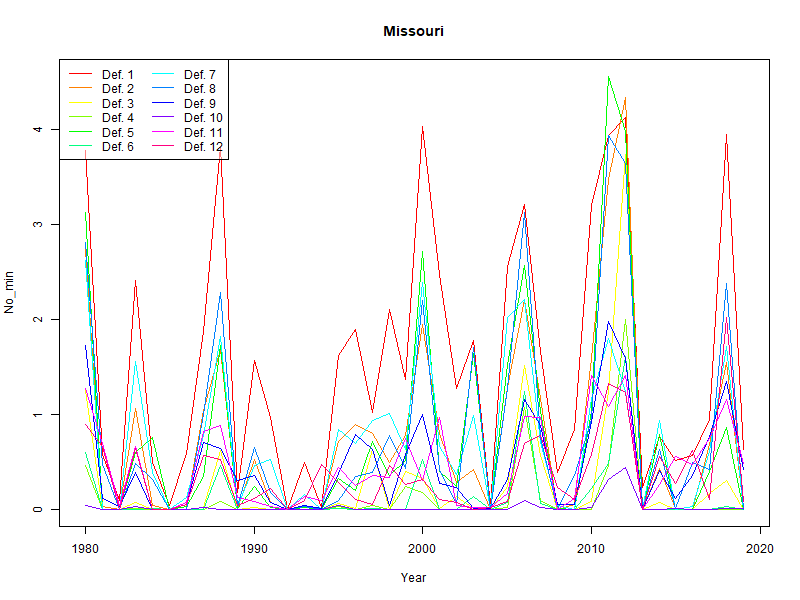 Missouri
Def. 1 Def. 7
Def. 2 Def. 8
Def. 3 Def. 9
Def. 4 Def. 10
Def. 5 Def. 11
Def. 6 Def. 12
No_min
4
3
2
1
0
1980 1990 2000 2010 2020
Year